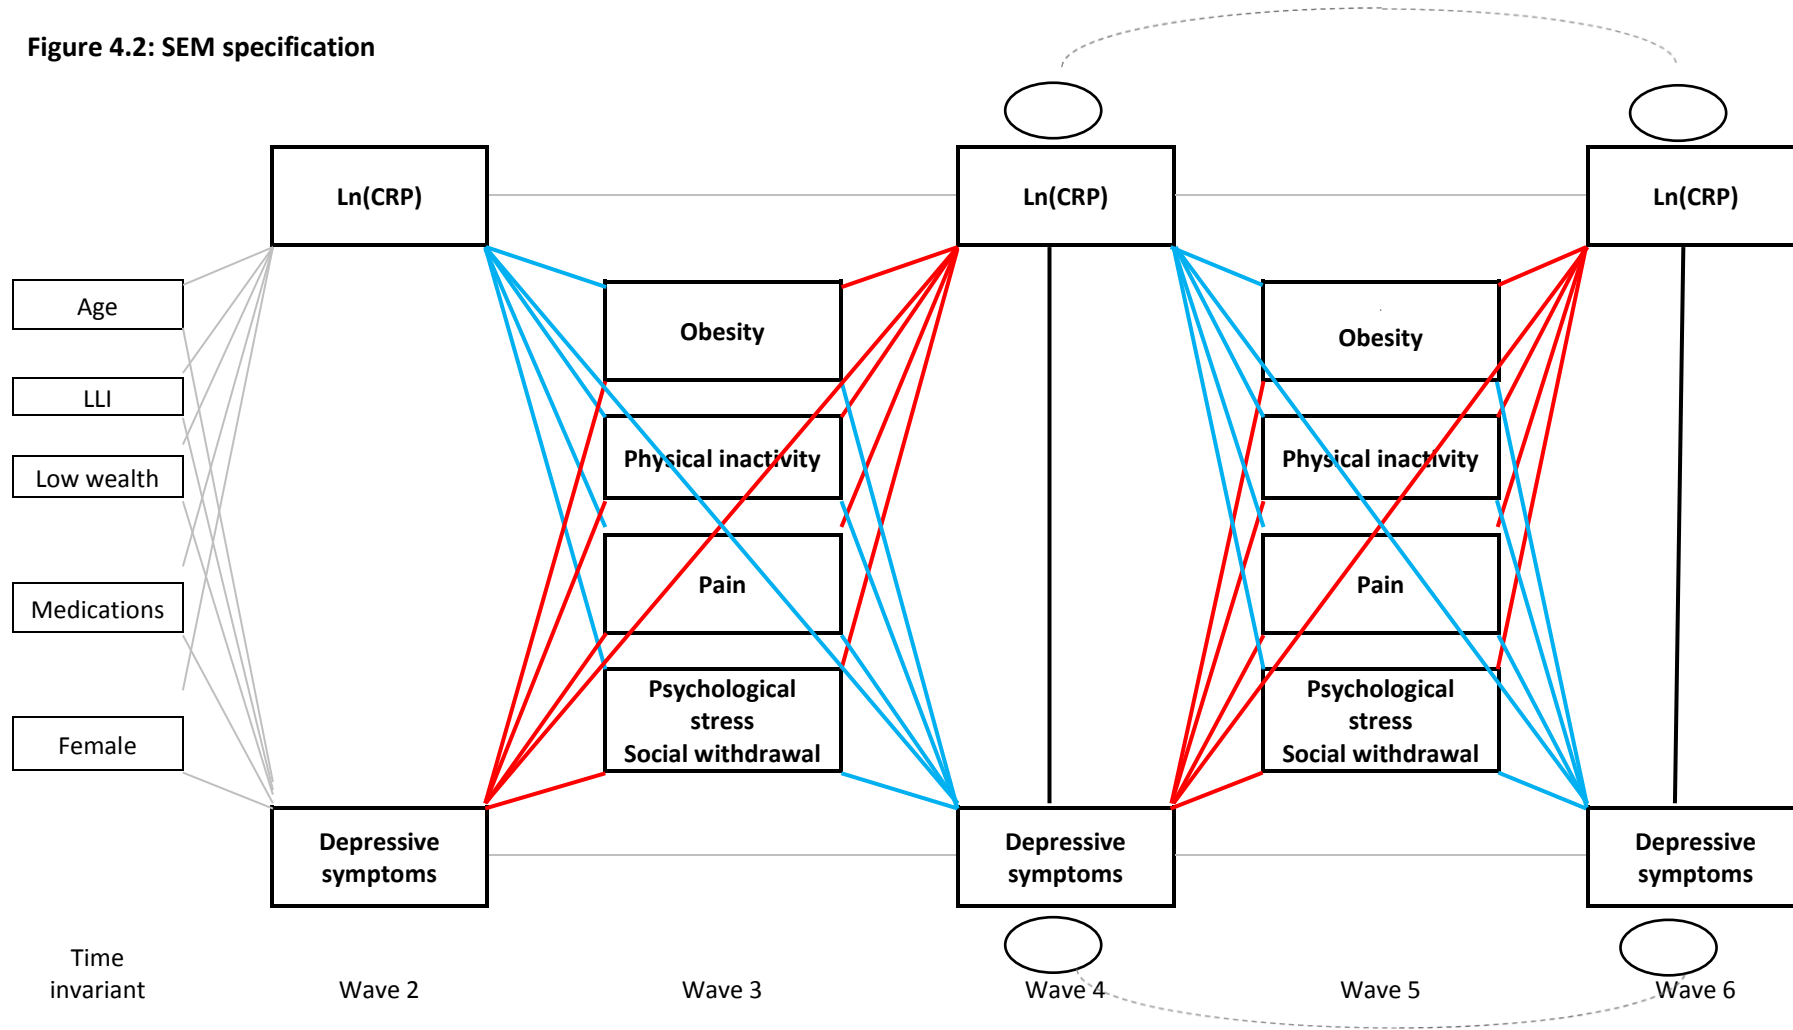 Figure 4.2: SEM specification
Ln(CRP)
Ln(CRP)
Ln(CRP)
Age
LLI
Low wealth
Medications
Female
Obesity
Physical inactivity
Pain
Psychological
stress
Social withdrawal
Obesity
Physical inactivity
Pain
Psychological
stress
Social withdrawal
Depressive
symptoms
Depressive
symptoms
Depressive
symptoms
Time
invariant
Wave 2
Wave 3
Wave 4
Wave 5
Wave 6